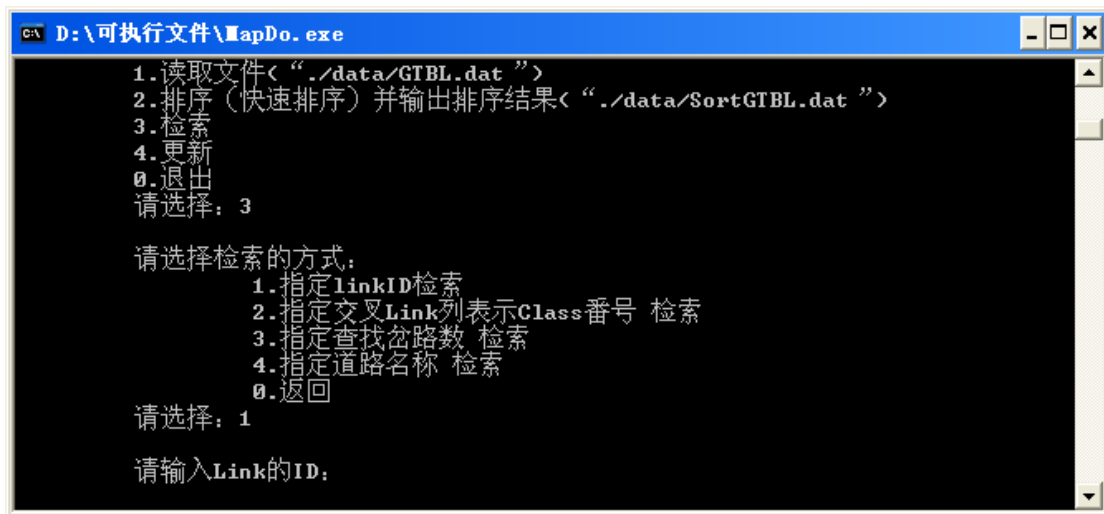 D:\可执行文件\MapDo.exe
1.读取文件(“./data/GTBL.dat ”)
2.排序（快速排序）并输出排序结果(“./data/SortGTBL.dat ”)
3.检索
4.更新
0.退出
请选择：3
请选择检索的方式：
1.指定linkID检索
2.指定交叉Link列表示Class番号 检索
3.指定查找岔路数 检索
4.指定道路名称 检索
0.返回
请选择：1
请输入Link的ID：